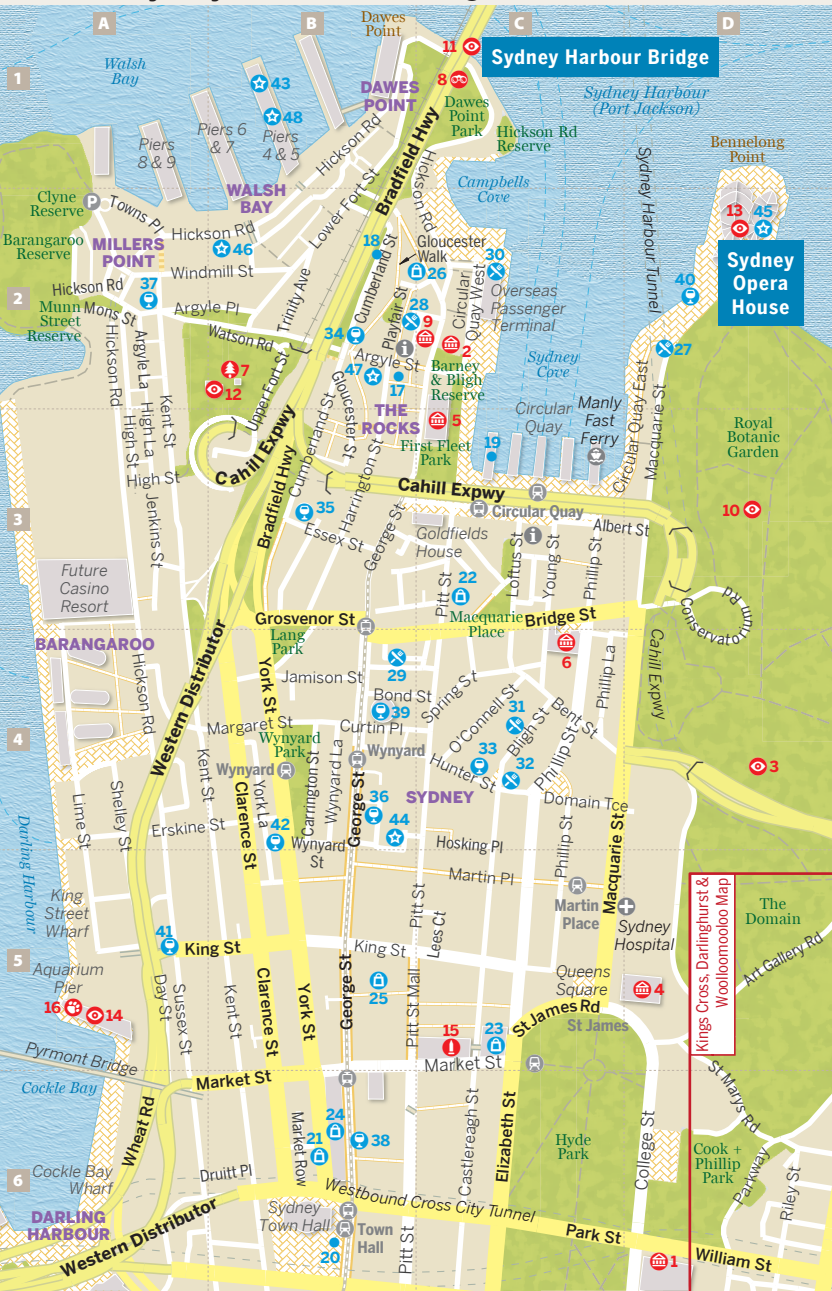 A
B
C
D
Dawes
Point
11
Sydney Harbour Bridge
1
Walsh
Bay
43
8
DAWES
POINT
Dawes
Point
Park
Sydney Harbour
(Port Jackson)
48
Piers 6
& 7
Piers
4 & 5
Piers
8 & 9
Hickson Rd
Bradfield Hwy
Hickson Rd
Hickson Rd
Reserve
Bennelong
Point
Sydney Harbour Tunnel
Campbells
Cove
Clyne
Reserve
P
Towns Pl
WALSH
BAY
Lower Fort St
13
45
Barangaroo
Reserve
MILLERS
POINT
Hickson Rd
46
18
Cumberland St
Gloucester
Walk
26
30
Sydney
Opera
House
Windmill St
Hickson Rd
37
2
Munn
Street
Reserve
Mons St
Argyle Pl
Trinity Ave
28
Playfair St
9
Circular
Quay West
Overseas
Passenger
Terminal
40
Watson Rd
34
Argyle St
2
27
Hickson Rd
Argyle La
7
12
Upper Fort St
47
17
Barney
& Bligh
Reserve
Sydney
Cove
Circular Quay East
Macquarie St
High La
Kent St
High St
High St
Gloucester St
THE
ROCKS
5
First Fleet
Park
Circular
Quay
Manly
Fast
Ferry
19
Royal
Botanic
Garden
Cahill Expwy
Bradfield Hwy
Cumberland St
Harrington St
Cahill Expwy
Circular Quay
10
3
Jenkins St
35
Essex St
George St
Goldfields
House
Loftus St
Young St
Phillip St
Albert St
Future
Casino
Resort
Pitt St
22
Conservatorium Rd
Grosvenor St
Macquarie
Place
Bridge St
Lang
Park
6
BARANGAROO
Western Distributor
York St
29
Jamison St
Phillip La
Cahill Expwy
Hickson Rd
Bond St
39
Spring St
O'Connell St
31
Bligh St
Bent St
Margaret St
Curtin Pl
4
Wynyard
Park
Wynyard
Wynyard
Kent St
Carrington St
Wynyard La
Hunter St
33
32
Phillip St
3
Lime St
Shelley St
Clarence St
York La
George St
36
SYDNEY
Domain Tce
Darling Harbour
Erskine St
42
Wynyard
St
44
Hosking Pl
Phillip St
Macquarie St
Martin Pl
Martin
Place
Sydney
Hospital
Kings Cross, Darlinghurst &
Woolloomooloo Map
The
Domain
King
Street
Wharf
Pitt St
Lees Ct
41
King St
King St
Art Gallery Rd
5
Aquarium
Pier
16
14
Day St
Sussex St
Kent St
Clarence St
York St
George St
25
Pitt St Mall
Queens
Square
4
St James Rd
St James
15
23
Market St
Pyrmont Bridge
Cockle Bay
Market St
Wheat Rd
St Marys Rd
24
21
38
Market Row
Castlereagh St
Elizabeth St
Hyde
Park
College St
Cook +
Phillip
Park
Parkway
Riley St
6
Cockle Bay
Wharf
Druitt Pl
Westbound Cross City Tunnel
DARLING
HARBOUR
Western Distributor
Sydney
Town Hall
Town
Hall
20
Pitt St
Park St
William St
1